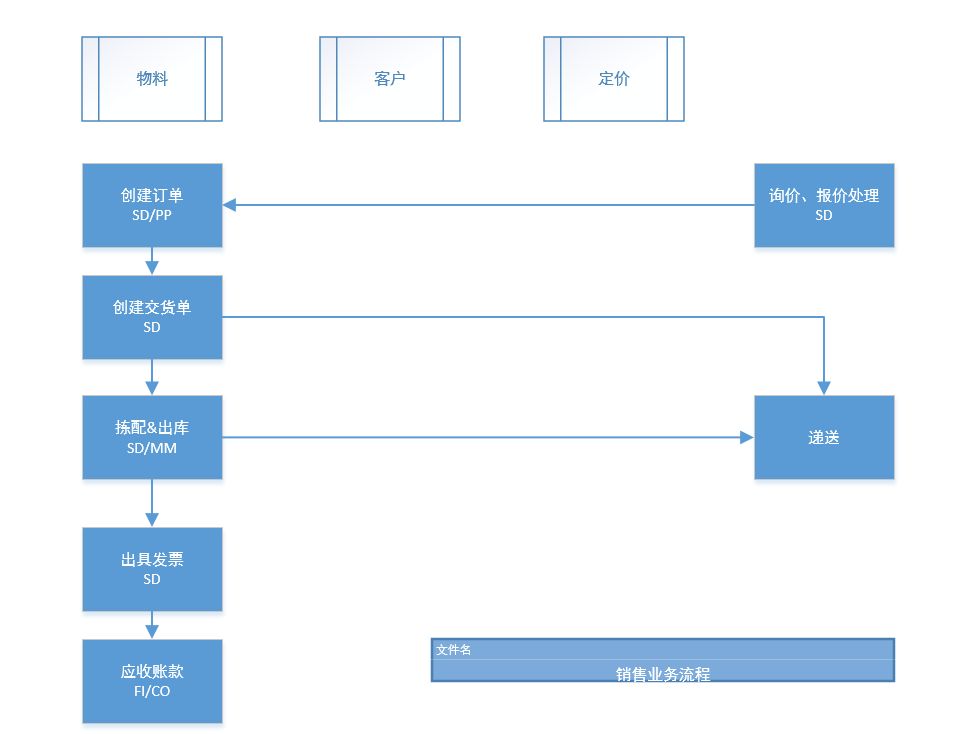 物料
客户
定价
创建订单
SD/PP
询价、报价处理
SD
创建交货单
SD
拣配&出库
SD/MM
递送
出具发票
SD
应收账款
FI/CO
文件名
销售业务流程